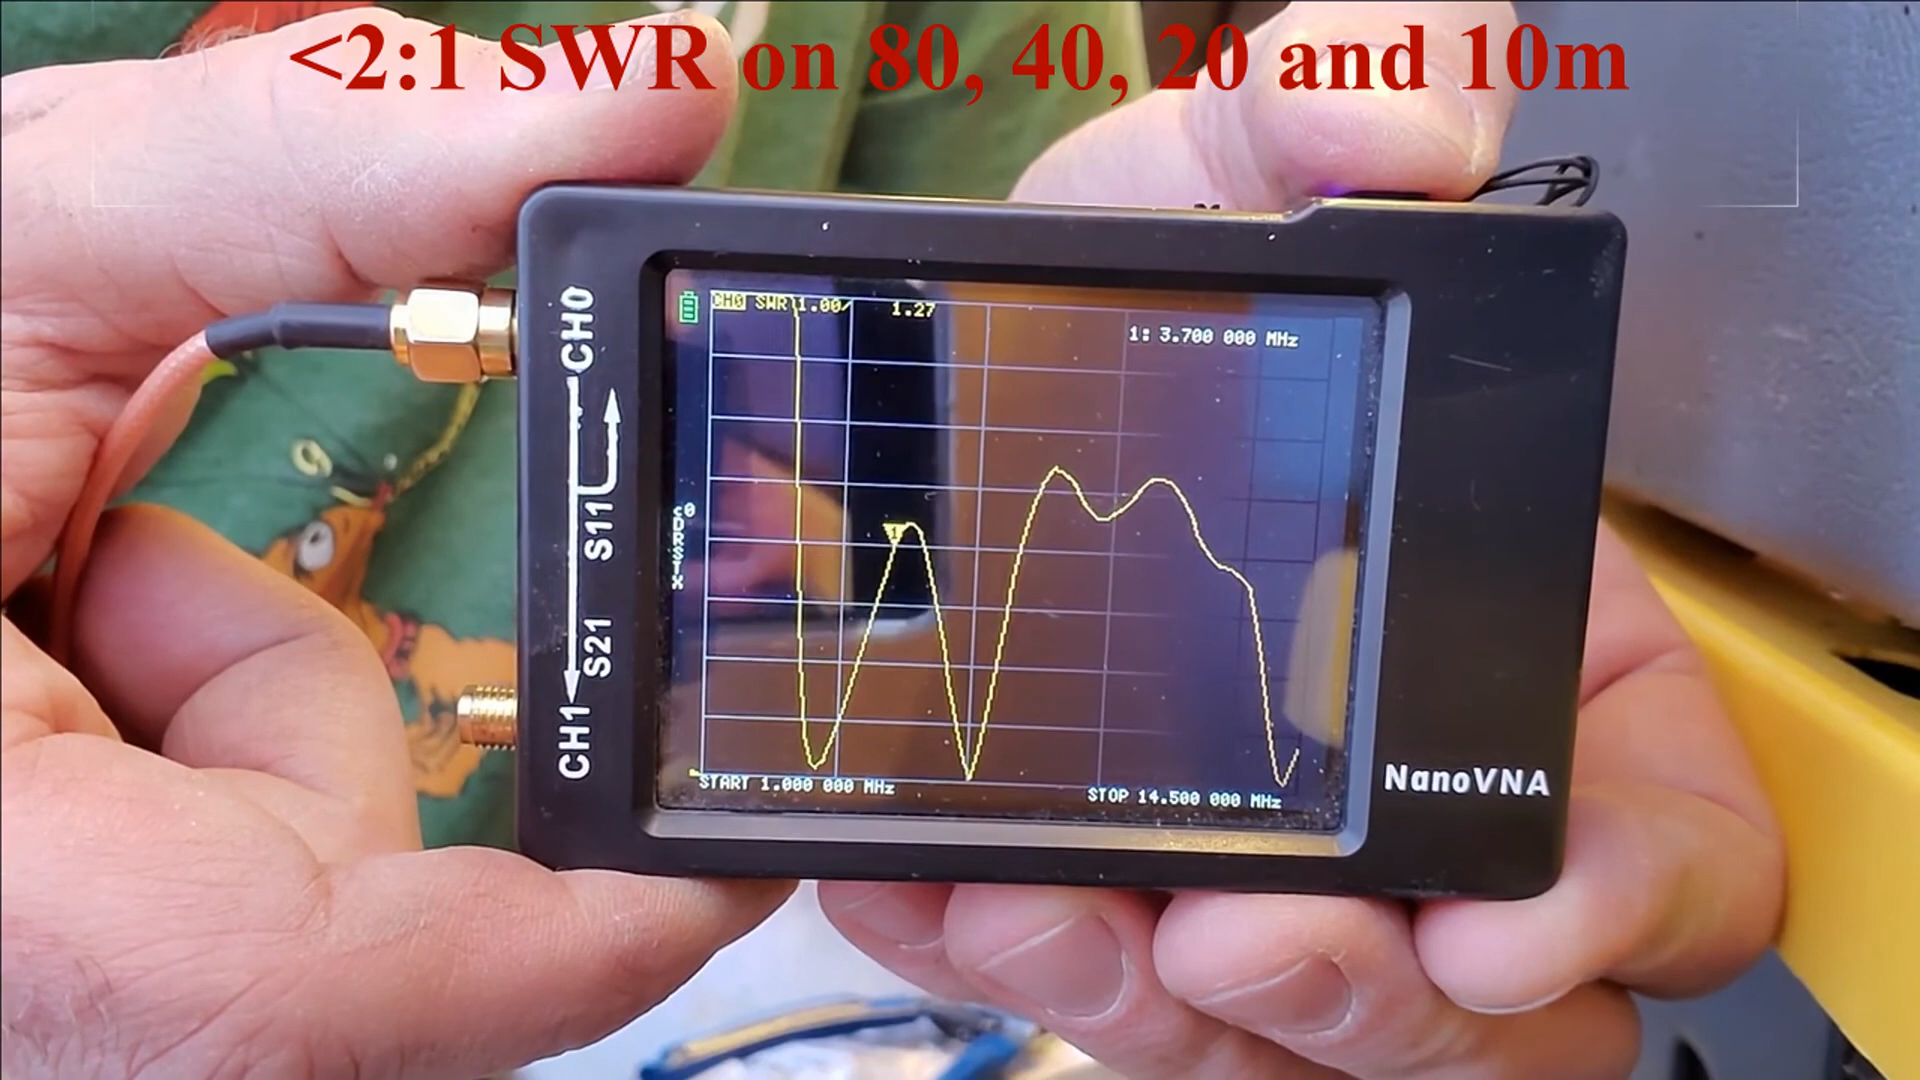 <2:1 SWR on 80, 40, 20 and 10m
CH0 SWR 1.00/ 1.27
1: 3.700 000 MHz
CH0
S11
S21
CH1
C0
START 1.000 000 MHz
STOP 14.500 000 MHz
NanoVNA